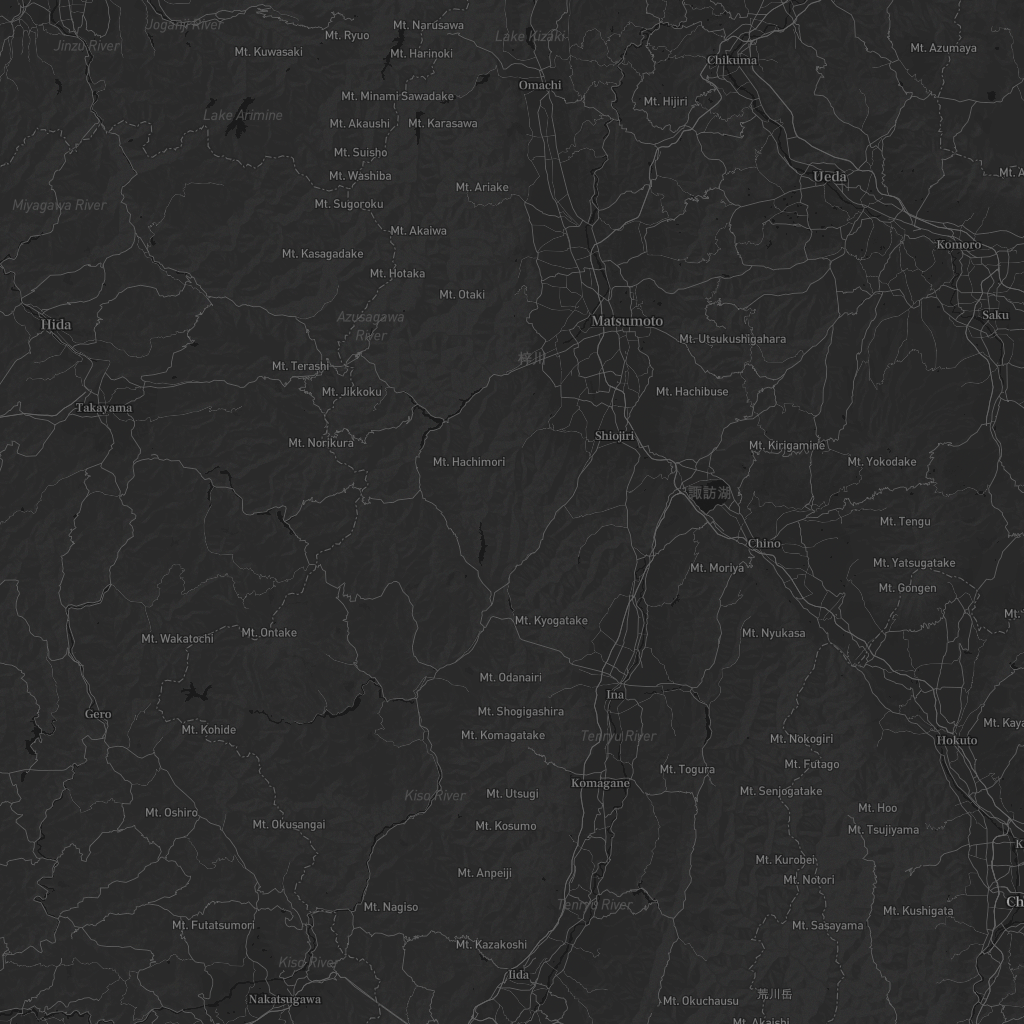 Joganji River
Mt. Narusawa
Mt. Ryuo
Lake Kizaki
Jinzu River
Mt. Kuwasaki
Mt. Harinoki
Mt. Azumaya
Chikuma
Omachi
Mt. Minami Sawadake
Mt. Hijiri
Lake Arimine
Mt. Akaushi
Mt. Karasawa
Mt. Suisho
Mt. Washiba
Ueda
Mt. A
Mt. Ariake
Miyagawa River
Mt. Sugoroku
Mt. Akaiwa
Komoro
Mt. Kasagadake
Mt. Hotaka
Mt. Otaki
Azusagawa
River
Saku
Hida
Matsumoto
Mt. Utsukushigahara
梓川
Mt. Terashi
Mt. Jikkoku
Mt. Hachibuse
Takayama
Shiojiri
Mt. Norikura
Mt. Kirigamine
Mt. Hachimori
Mt. Yokodake
諏訪湖
Mt. Tengu
Chino
Mt. Moriya
Mt. Yatsugatake
Mt. Gongen
Mt.
Mt. Kyogatake
Mt. Wakatochi
Mt. Ontake
Mt. Nyukasa
Mt. Odanairi
Ina
Gero
Mt. Shogigashira
Mt. Kohide
Mt. Komagatake
Tenryu River
Mt. Nokogiri
Hokuto
Mt. Kaya
Mt. Togura
Mt. Futago
Komagane
Kiso River
Mt. Utsugi
Mt. Senjogatake
Mt. Oshiro
Mt. Okusangai
Mt. Kosumo
Mt. Hoo
Mt. Tsujiyama
K
Mt. Kurobei
Mt. Anpeiji
Mt. Notori
Mt. Nagiso
Tenryu River
Ch
Mt. Kushigata
Mt. Futatsumori
Mt. Sasayama
Mt. Kazakoshi
Kiso River
Iida
Nakatsugawa
荒川岳
Mt. Okuchausu
Mt. Akaishi